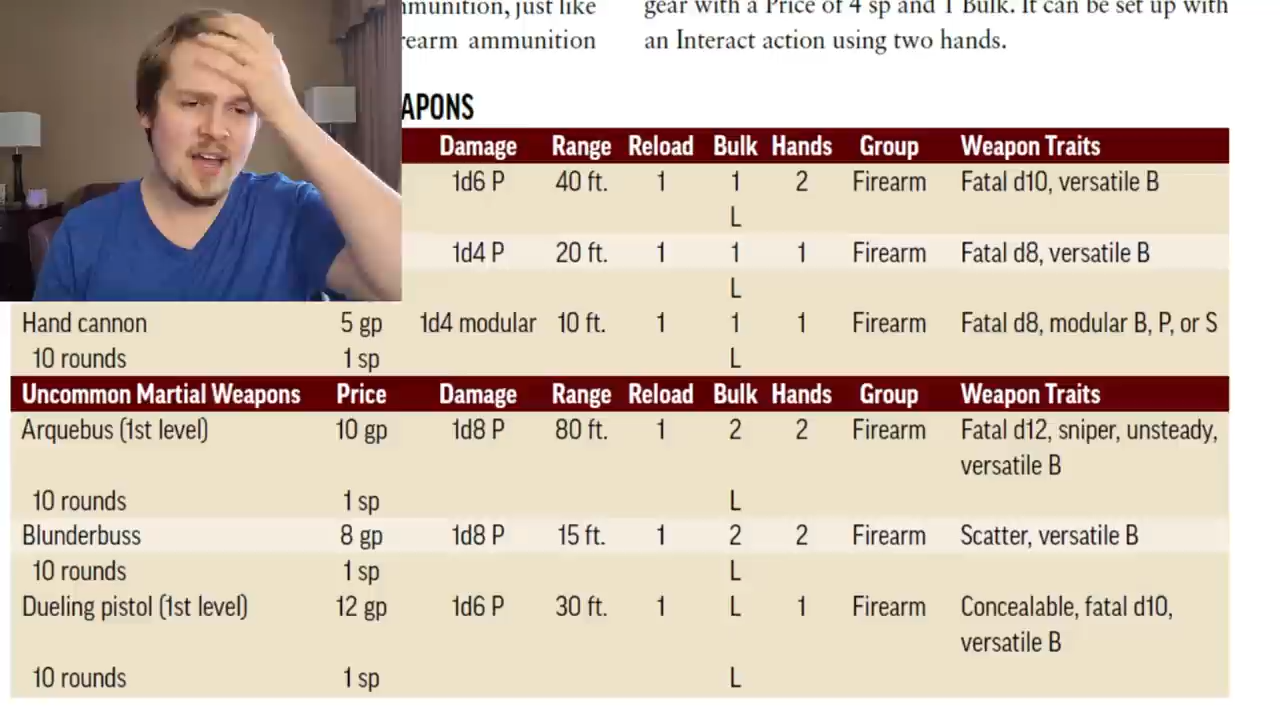 mmunition, just like
rearm ammunition
gear with a Price of 4 sp and 1 Bulk. It can be set up with
an Interact action using two hands.
APONS
Damage Range Reload Bulk Hands Group Weapon Traits
1d6 P 40 ft. 1 1 2 Firearm Fatal d10, versatile B
L
1d4 P 20 ft. 1 1 1 Firearm Fatal d8, versatile B
L
Hand cannon 5 gp 1d4 modular 10 ft. 1 1 1 Firearm Fatal d8, modular B, P, or S
10 rounds 1 sp L
Uncommon Martial Weapons Price Damage Range Reload Bulk Hands Group Weapon Traits
Arquebus (1st level) 10 gp 1d8 P 80 ft. 1 2 2 Firearm Fatal d12, sniper, unsteady,
versatile B
10 rounds 1 sp L
Blunderbuss 8 gp 1d8 P 15 ft. 1 2 2 Firearm Scatter, versatile B
10 rounds 1 sp L
Dueling pistol (1st level) 12 gp 1d6 P 30 ft. 1 L 1 Firearm Concealable, fatal d10,
versatile B
10 rounds 1 sp L